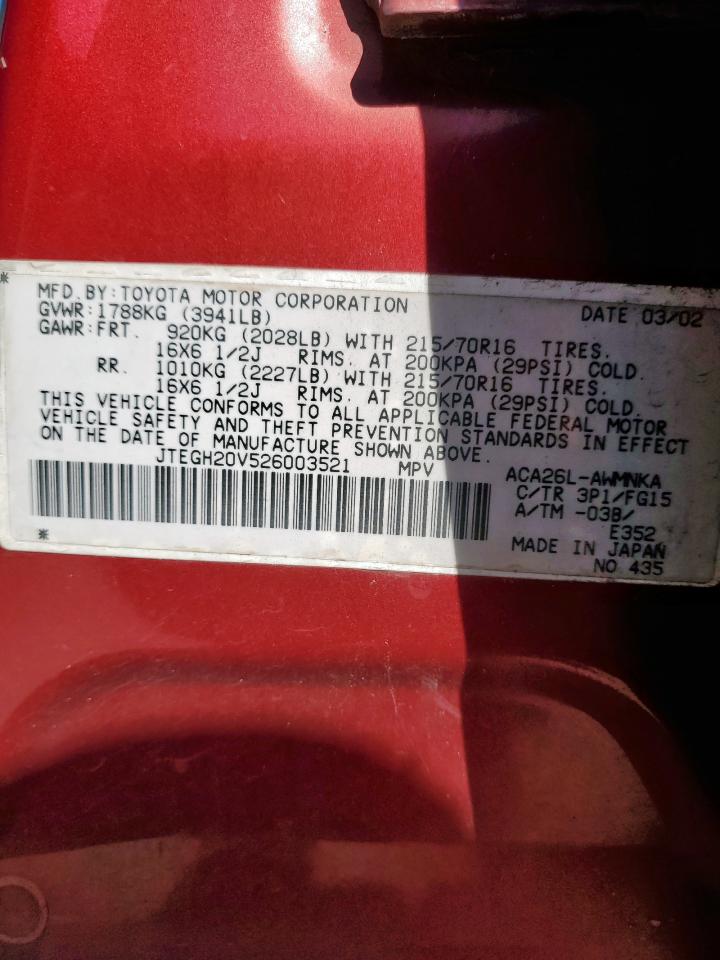 MFD.BY:TOYOTA MOTOR CORPORATION DATE 03/02
GVWR:1788KG (3941LB)
GAWR:FRT. 920KG (2028LB) WITH 215/70R16 TIRES.
16X6 1/2J RIMS. AT 200KPA (29PSI) COLD.
RR. 1010KG (2227LB) WITH 215/70R16 TIRES.
16X6 1/2J RIMS. AT 200KPA (29PSI) COLD.
THIS VEHICLE CONFORMS TO ALL APPLICABLE FEDERAL MOTOR
VEHICLE SAFETY AND THEFT PREVENTION STANDARDS IN EFFECT
ON THE DATE OF MANUFACTURE SHOWN ABOVE.
JTEGH20V526003521 MPV
ACA26L-AWMNKA
C/TR 3P1/FG15
A/TM -03B/
E352
MADE IN JAPAN
NO 435